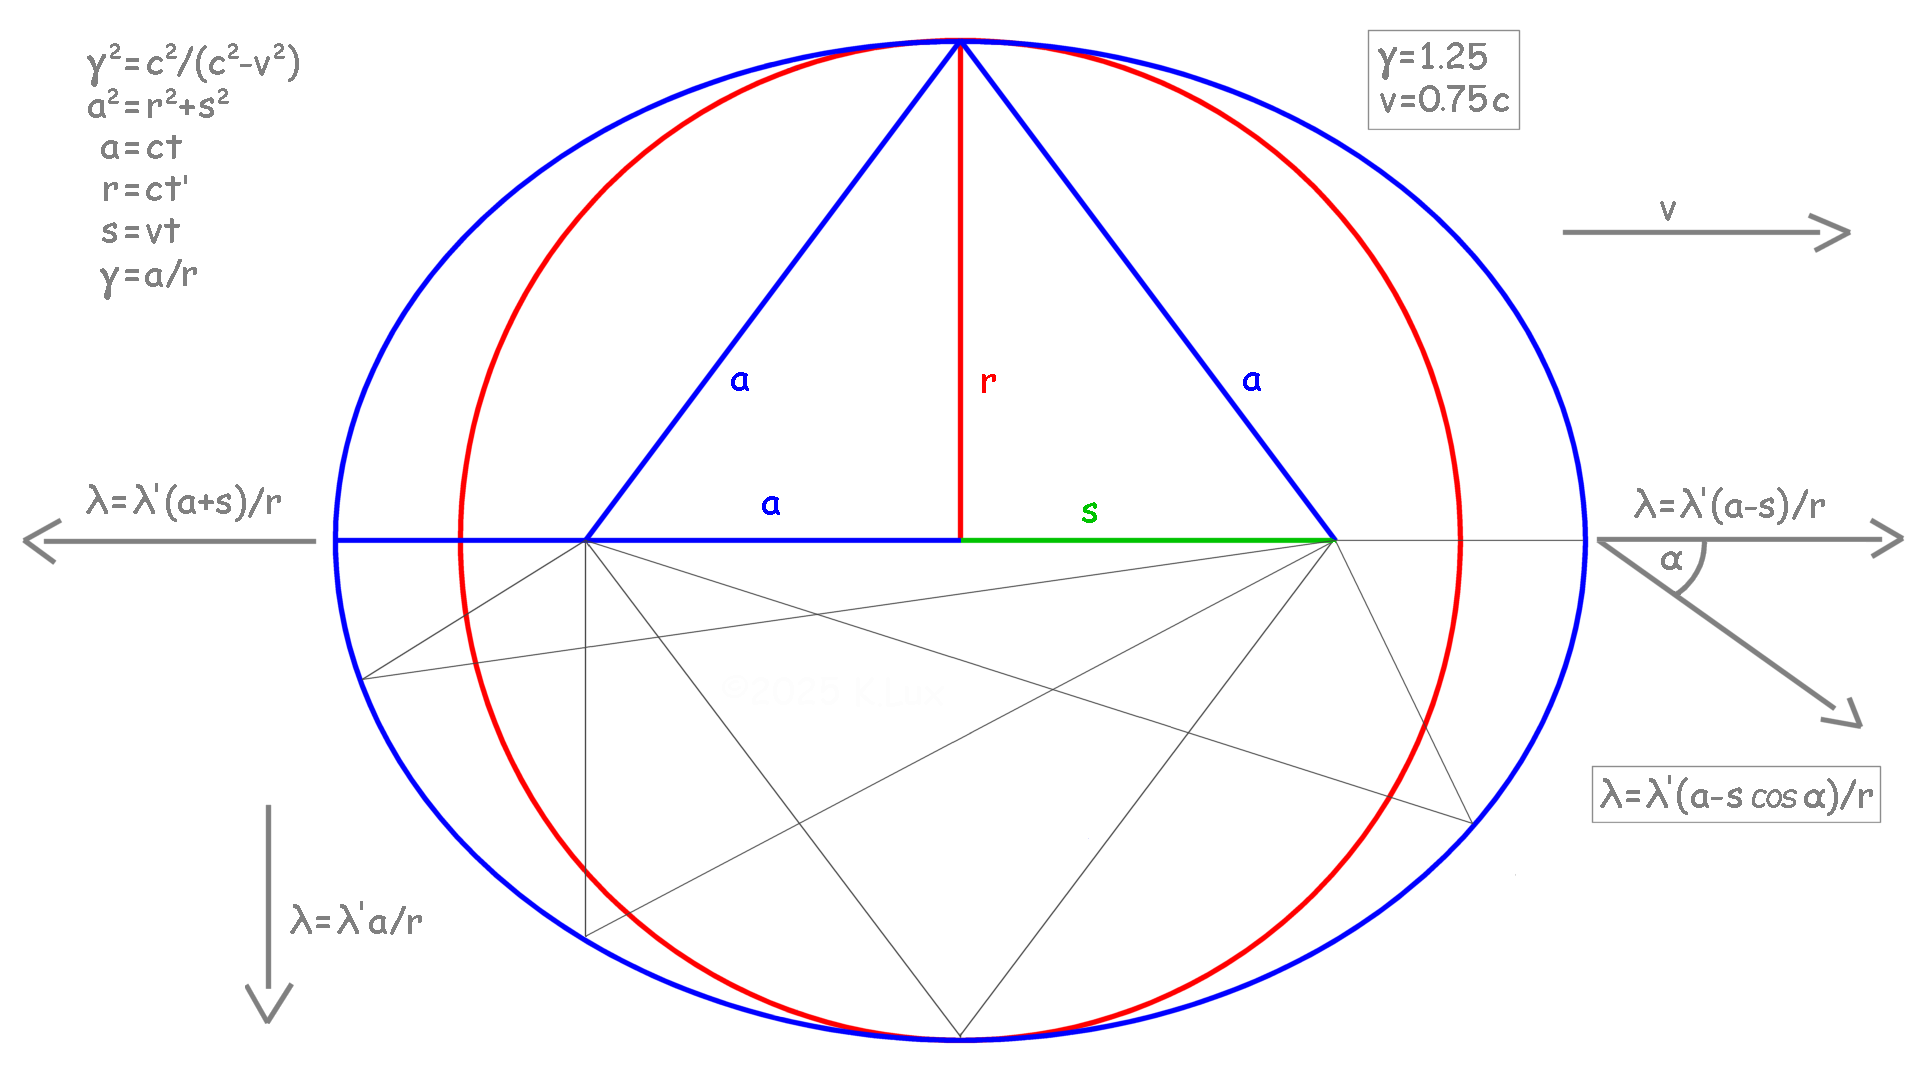 γ²=c²/(c²-v²)
a²=r²+s²
a=ct
r=ct'
s=vt
γ=a/r
γ=1.25
v=0.75c
v
a
r
a
λ=λ'(a+s)/r
a
s
λ=λ'(a-s)/r
α
λ=λ'(a-s cos α)/r
λ=λ'a/r